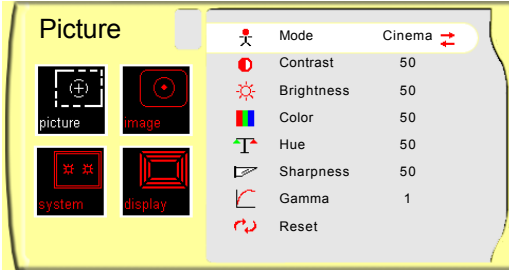 Picture
picture image
system display
Mode Cinema
Contrast 50
Brightness 50
Color 50
Hue 50
Sharpness 50
Gamma 1
Reset